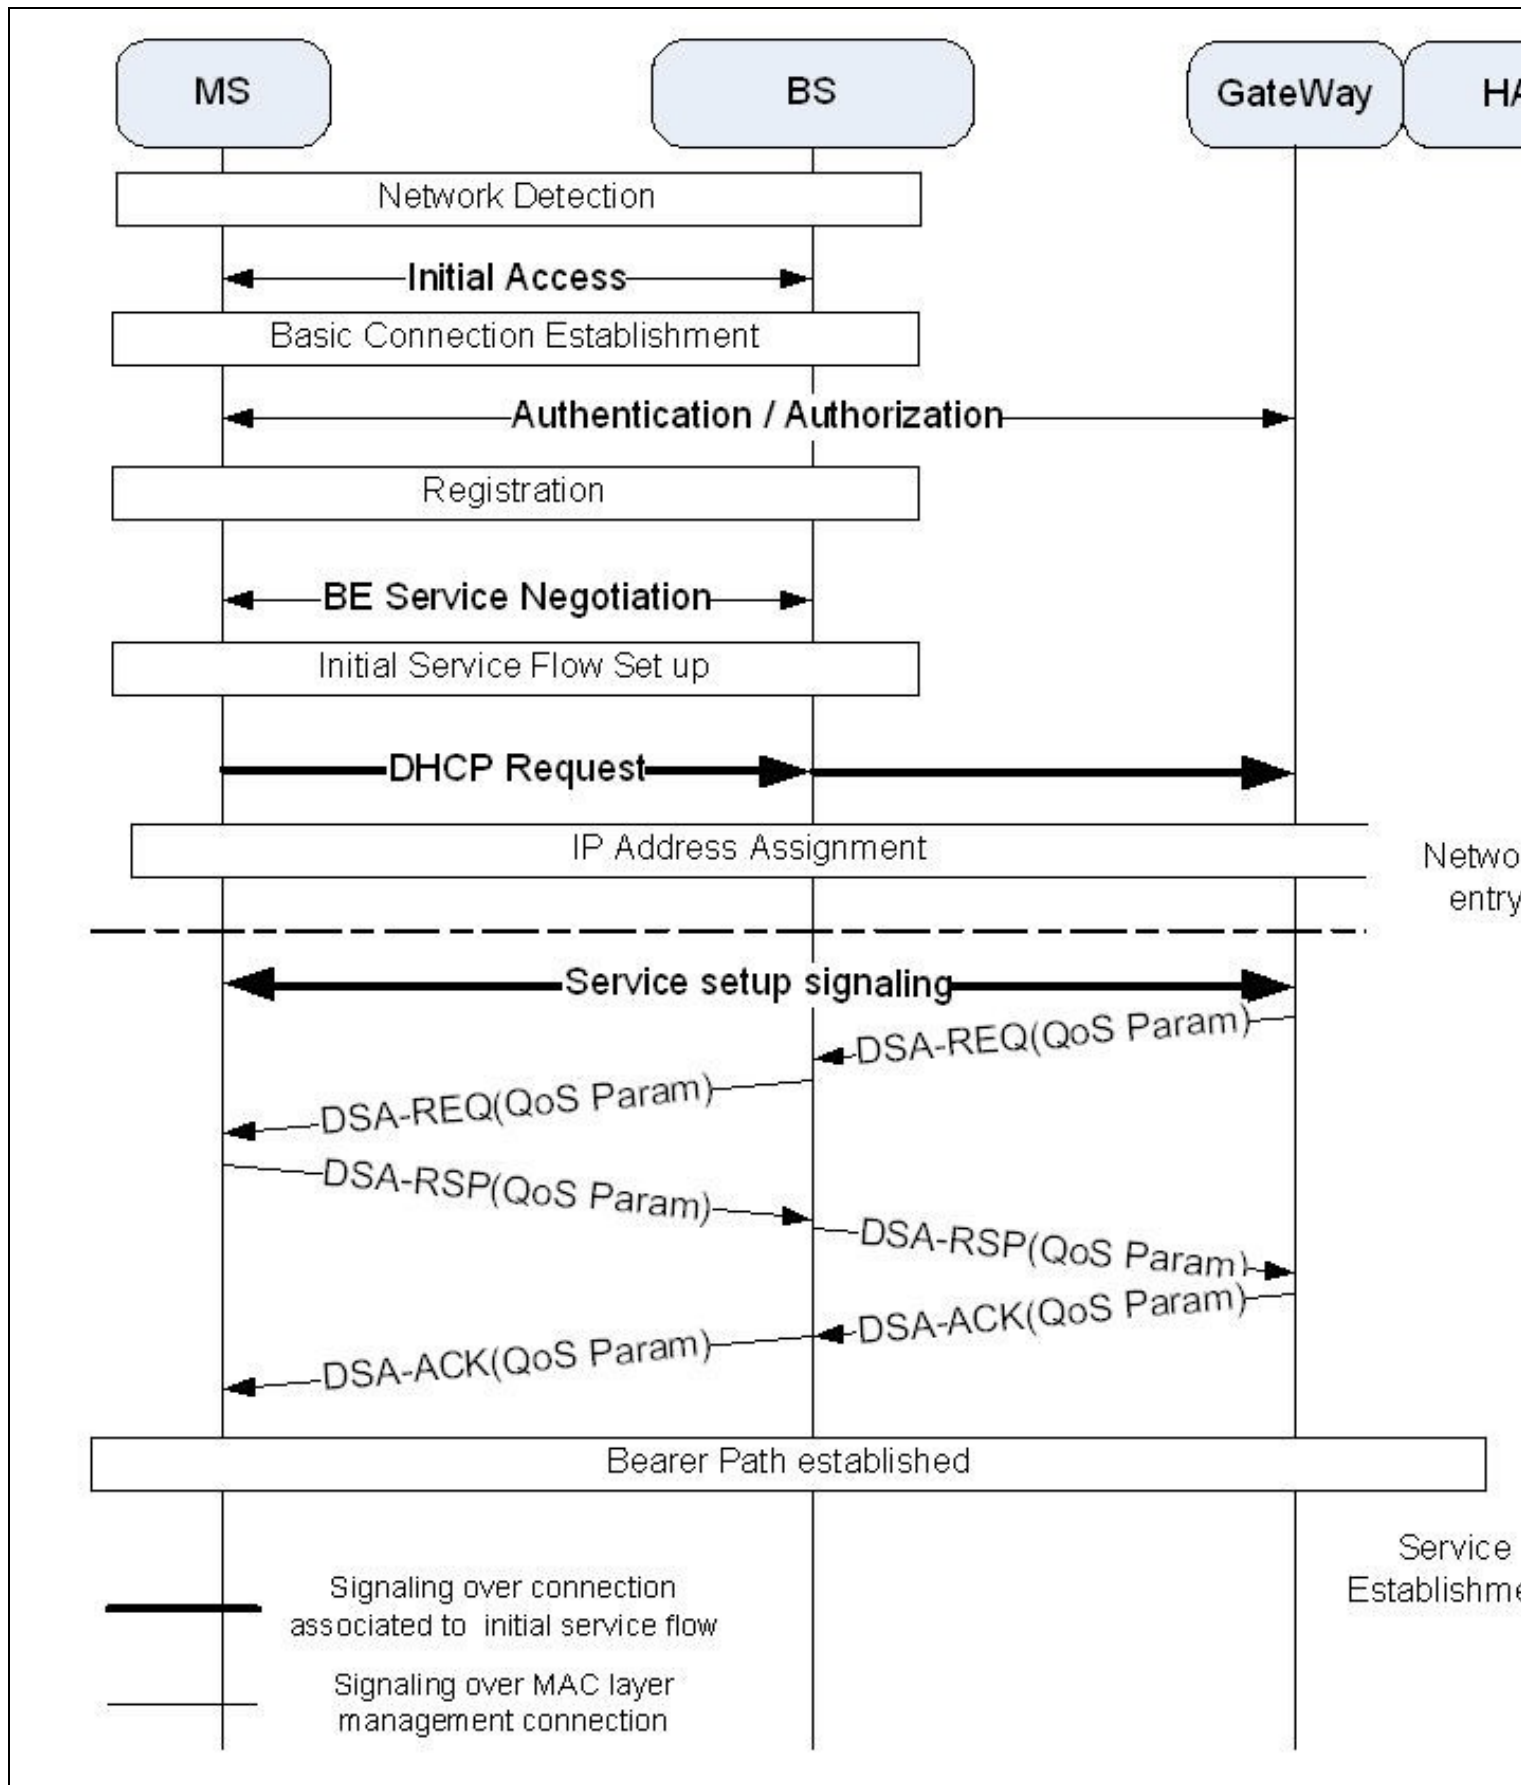 MS
BS
GateWay
HA
Network Detection
Initial Access
Basic Connection Establishment
Authentication / Authorization
Registration
BE Service Negotiation
Initial Service Flow Set up
DHCP Request
IP Address Assignment
entry
Service setup signaling
DSA-REQ(QoS Param)
DSA-REQ(QoS Param)
DSA-RSP(QoS Param)
DSA-RSP(QoS Param)
DSA-ACK(QoS Param)
DSA-ACK(QoS Param)
Bearer Path established
Service
Signaling over connection
associated to initial service flow
Signaling over MAC layer
management connection